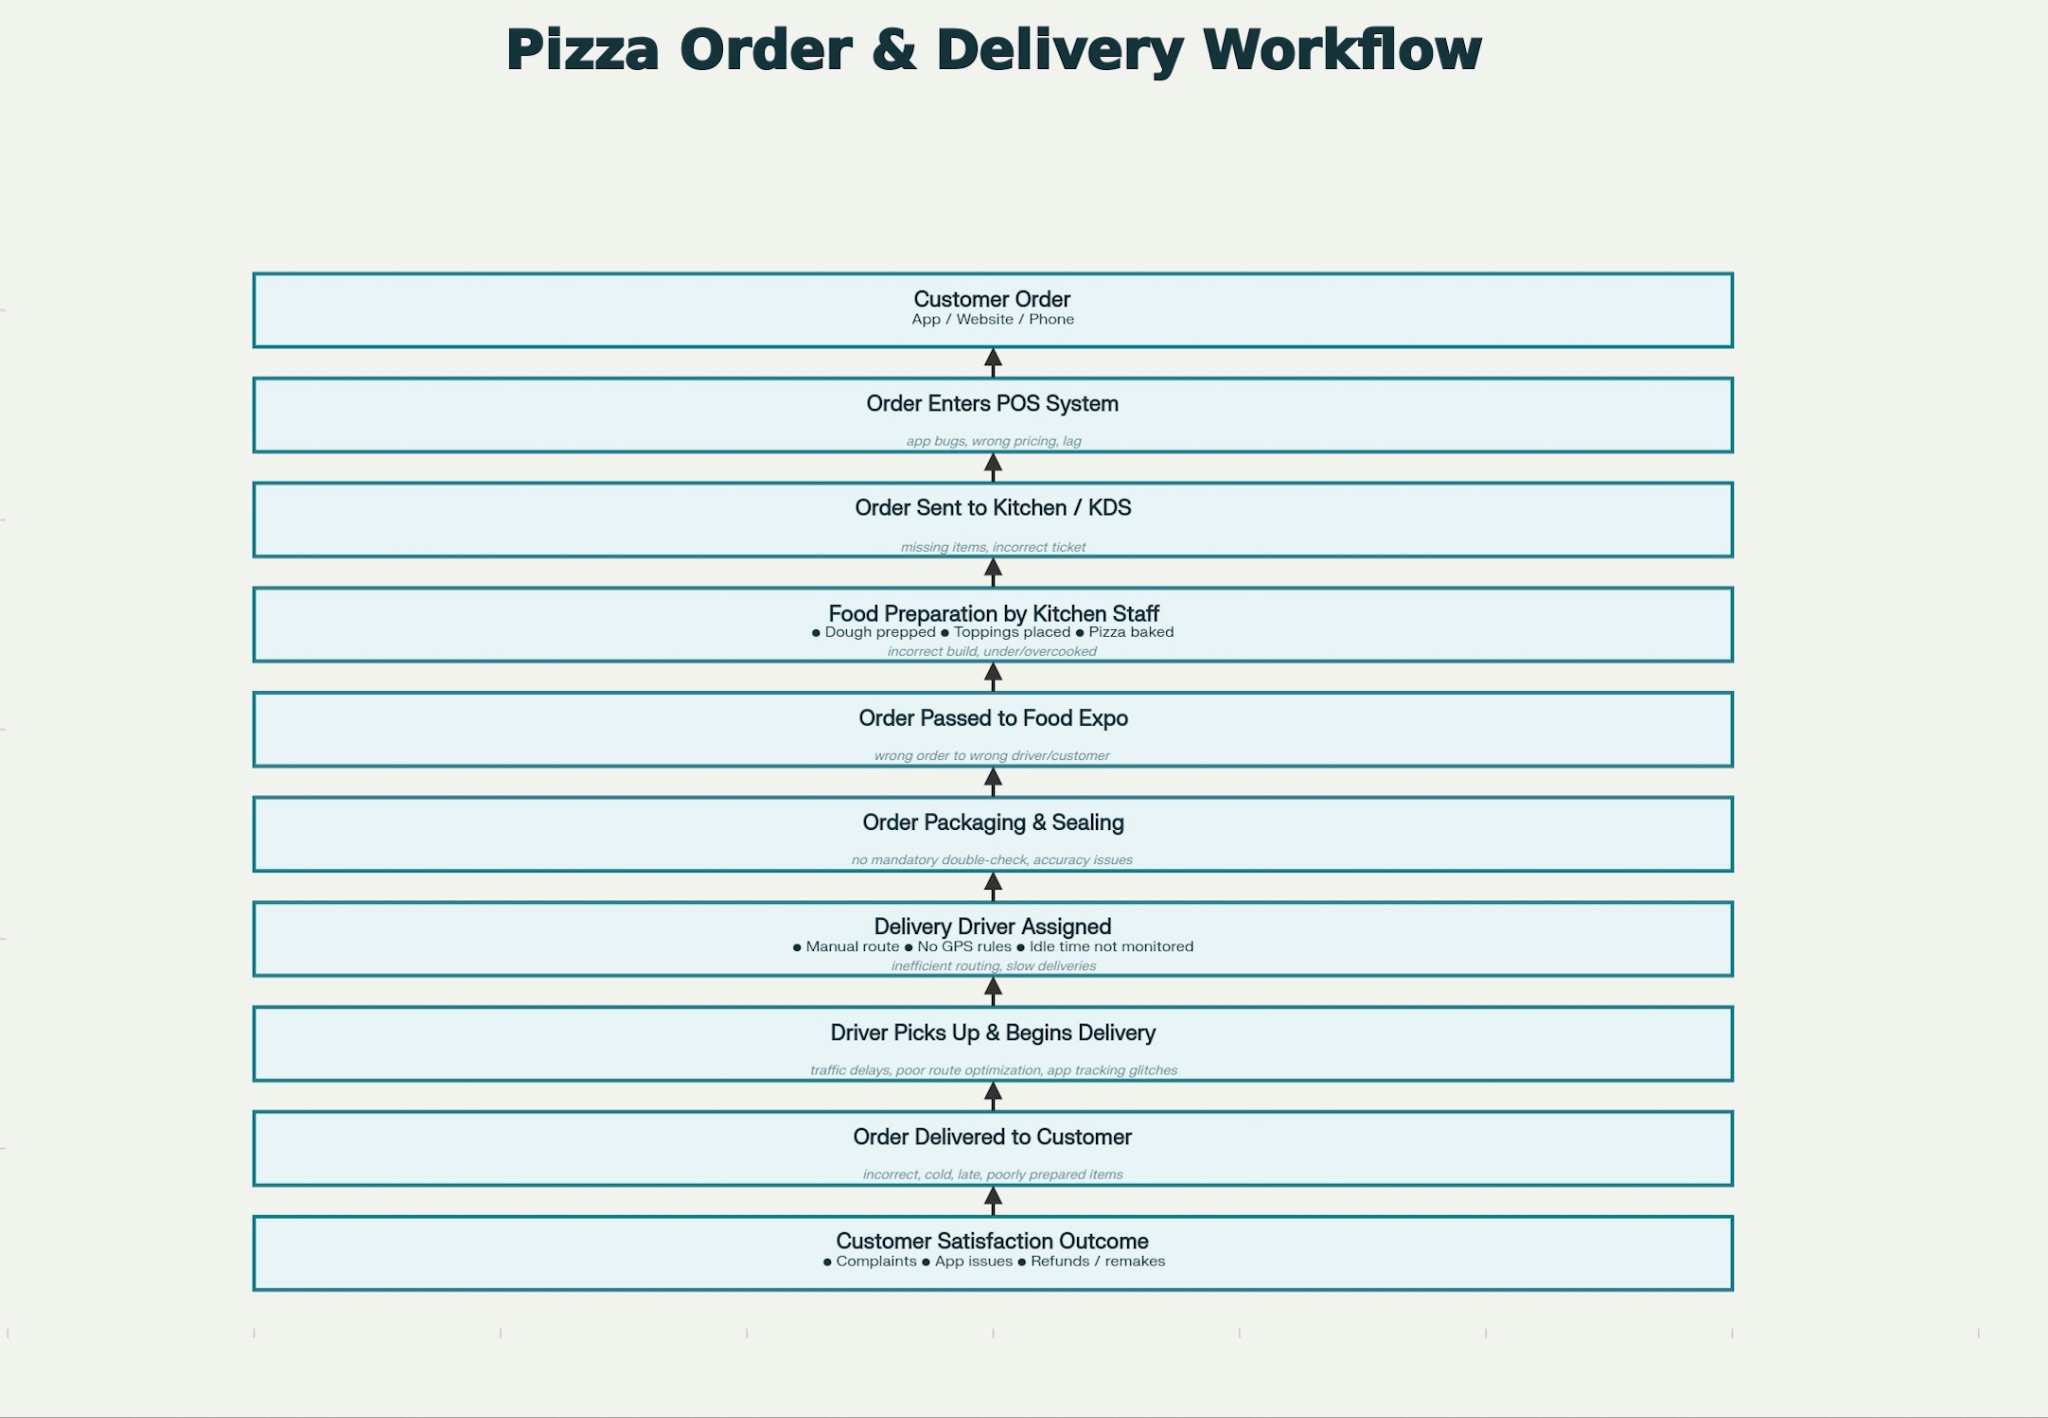 Pizza Order & Delivery Workflow
Customer Order
App / Website / Phone
Order Enters POS System
app bugs, wrong pricing, lag
Order Sent to Kitchen / KDS
missing items, incorrect ticket
Food Preparation by Kitchen Staff
● Dough prepped ● Toppings placed ● Pizza baked
incorrect build, under/overcooked
Order Passed to Food Expo
wrong order to wrong driver/customer
Order Packaging & Sealing
no mandatory double-check, accuracy issues
Delivery Driver Assigned
● Manual route ● No GPS rules ● Idle time not monitored
inefficient routing, slow deliveries
Driver Picks Up & Begins Delivery
traffic delays, poor route optimization, app tracking glitches
Order Delivered to Customer
incorrect, cold, late, poorly prepared items
Customer Satisfaction Outcome
● Complaints ● App issues ● Refunds / remakes